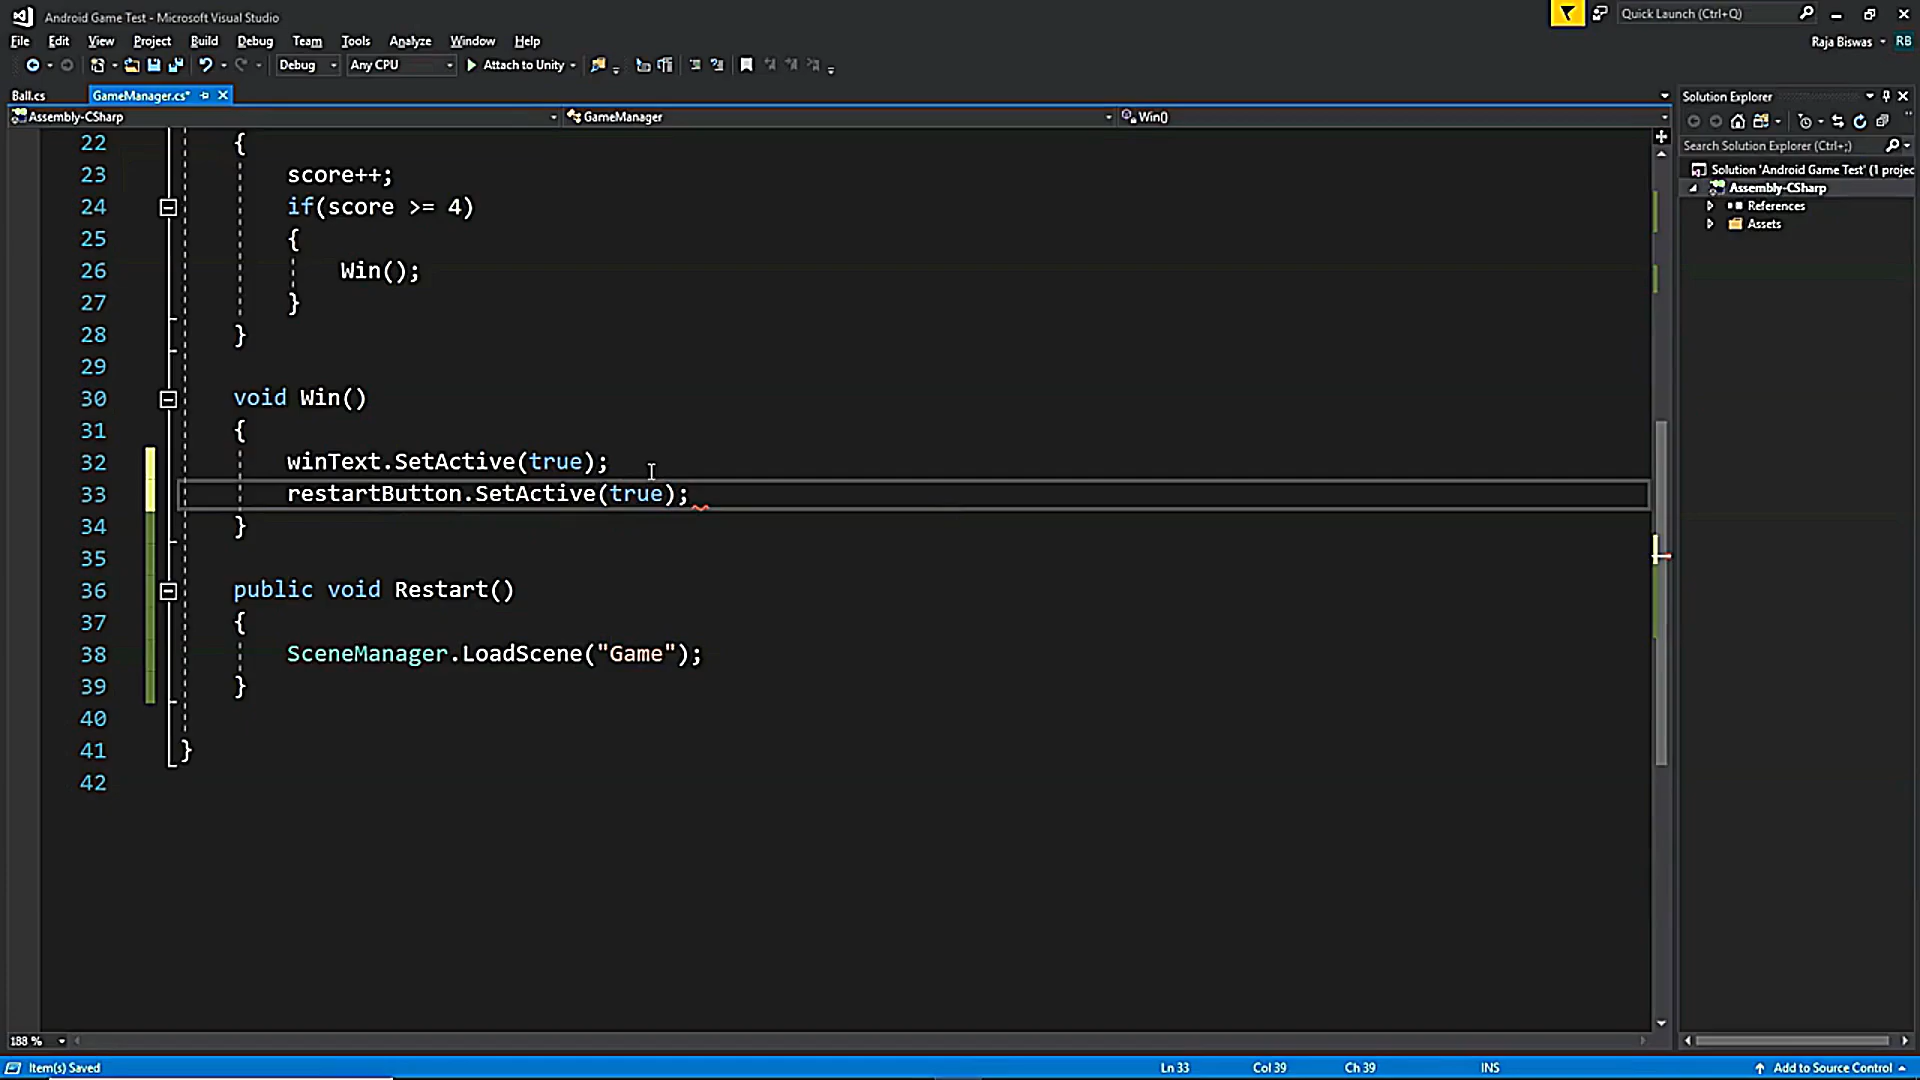 Android Game Test - Microsoft Visual Studio
Quick Launch (Ctrl+Q)
File Edit View Project Build Debug Team Tools Analyze Window Help
Raja Biswas RB
Debug Any CPU Attach to Unity
Ball.cs GameManager.cs*
Solution Explorer
Assembly-CSharp GameManager Win()
Search Solution Explorer (Ctrl+;)
Solution 'Android Game Test' (1 projec
Assembly-CSharp
References
Assets
22 {
23 score++;
24 if(score >= 4)
25 {
26 Win();
27 }
28 }
29
30 void Win()
31 {
32 winText.SetActive(true);
33 restartButton.SetActive(true);
34 }
35
36 public void Restart()
37 {
38 SceneManager.LoadScene("Game");
39 }
40
41 }
42
188 %
Item(s) Saved Ln 33 Col 39 Ch 39 INS Add to Source Control